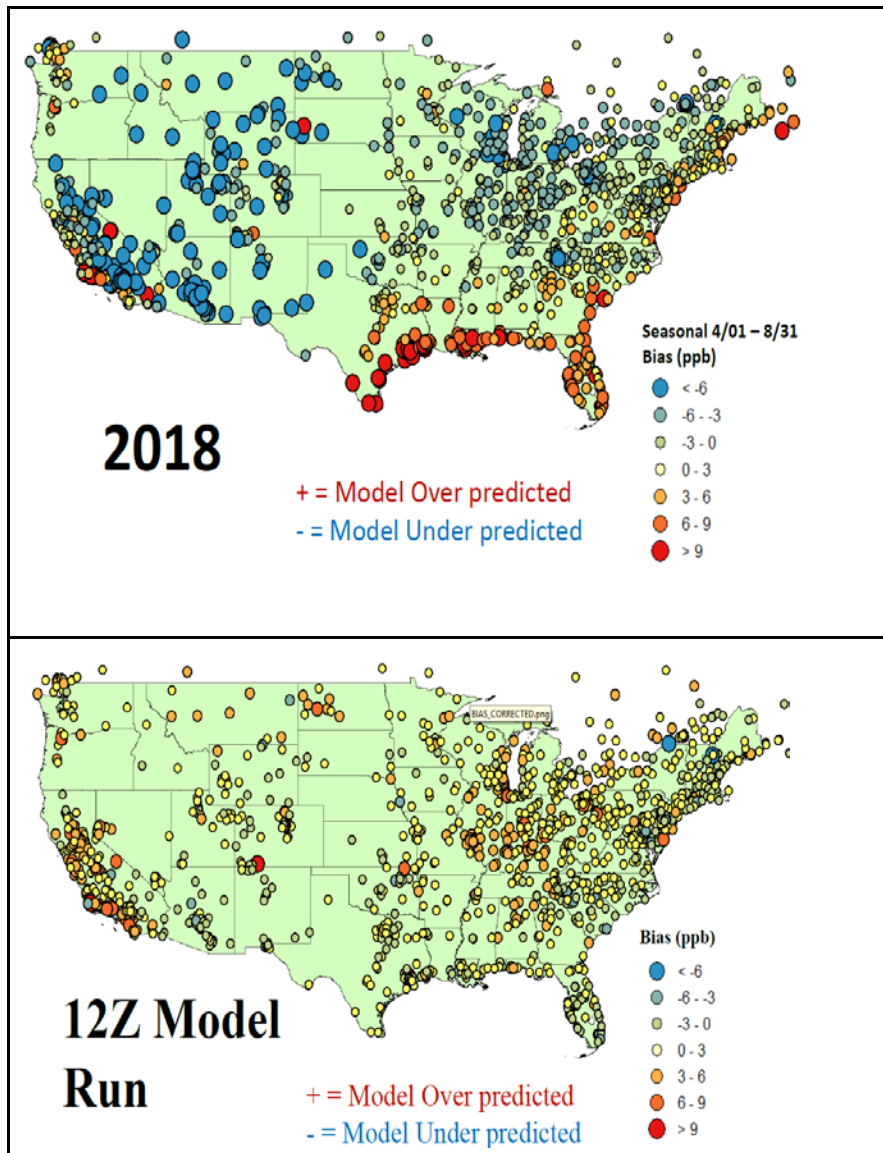 Seasonal 4/01 – 8/31
Bias (ppb)
< -6
-6 - -3
-3 - 0
0 - 3
3 - 6
6 - 9
> 9
2018
+ = Model Over predicted
- = Model Under predicted
BIAS_CORRECTED.png
Bias (ppb)
< -6
-6 - -3
-3 - 0
0 - 3
3 - 6
6 - 9
> 9
12Z Model
Run
+ = Model Over predicted
- = Model Under predicted